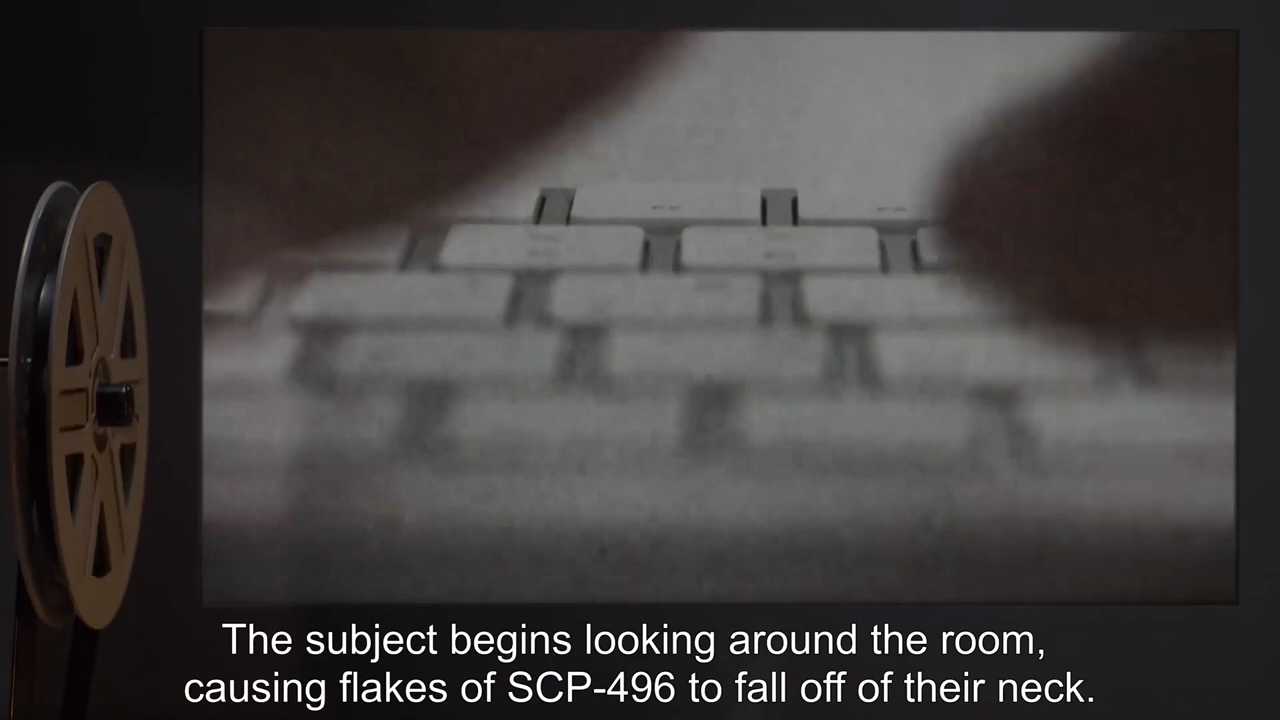 The subject begins looking around the room,
causing flakes of SCP-496 to fall off of their neck.